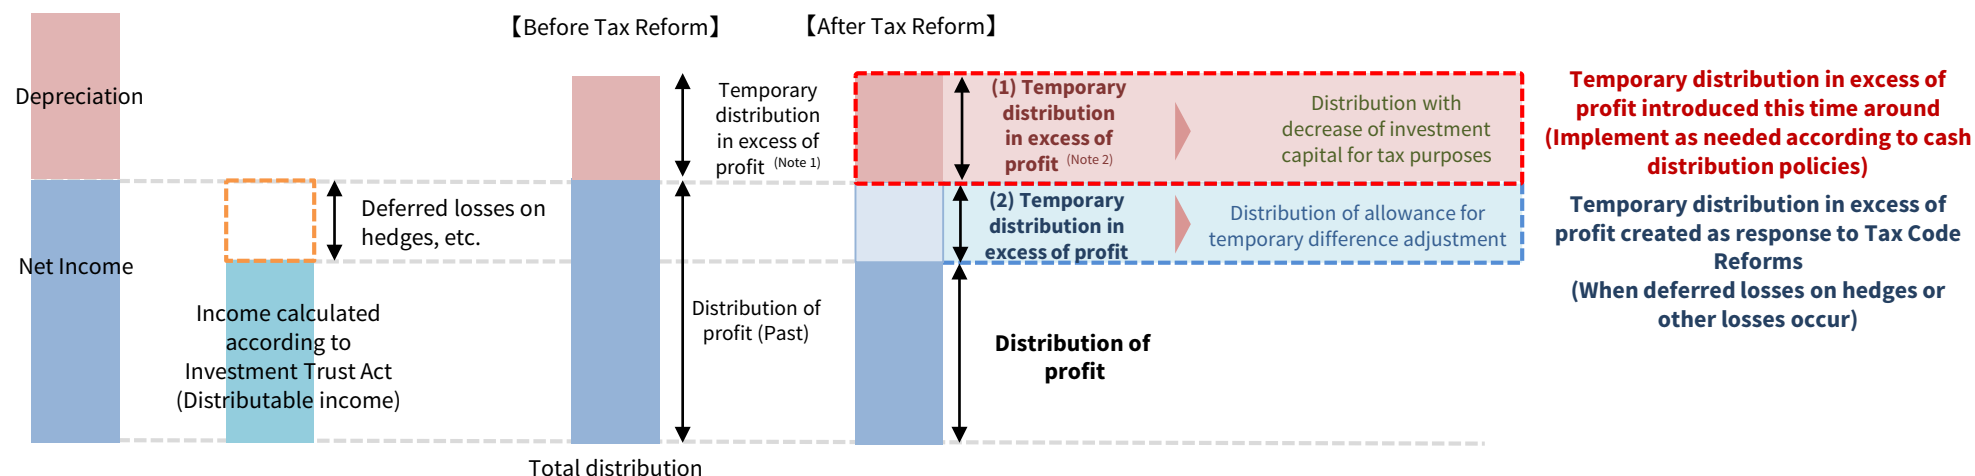 【Before Tax Reform】
【After Tax Reform】
Depreciation
Net Income
Deferred losses on
hedges, etc.
Income calculated
according to
Investment Trust Act
(Distributable income)
Temporary
distribution
in excess of
profit (Note 1)
Distribution of
profit (Past)
Total distribution
(1) Temporary
distribution
in excess of
profit (Note 2)
Distribution with
decrease of investment
capital for tax purposes
(2) Temporary
distribution in
excess of profit
Distribution of allowance for
temporary difference adjustment
Distribution of
profit
Temporary distribution in excess of
profit introduced this time around
(Implement as needed according to cash
distribution policies)
Temporary distribution in excess of
profit created as response to Tax Code
Reforms
(When deferred losses on hedges or
other losses occur)